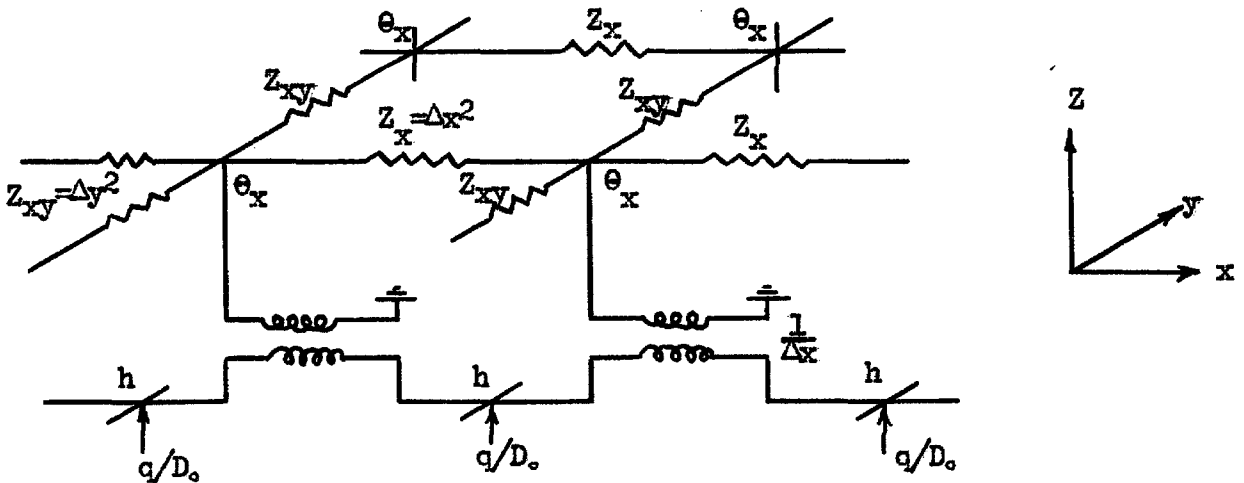 θx Zx θx
Zxy Zxy
Zx=Δx² Zx
Zxy=Δy² θx Zxy θx
Z
y
x
1/Δx
h h h
q/D₀ q/D₀ q/D₀